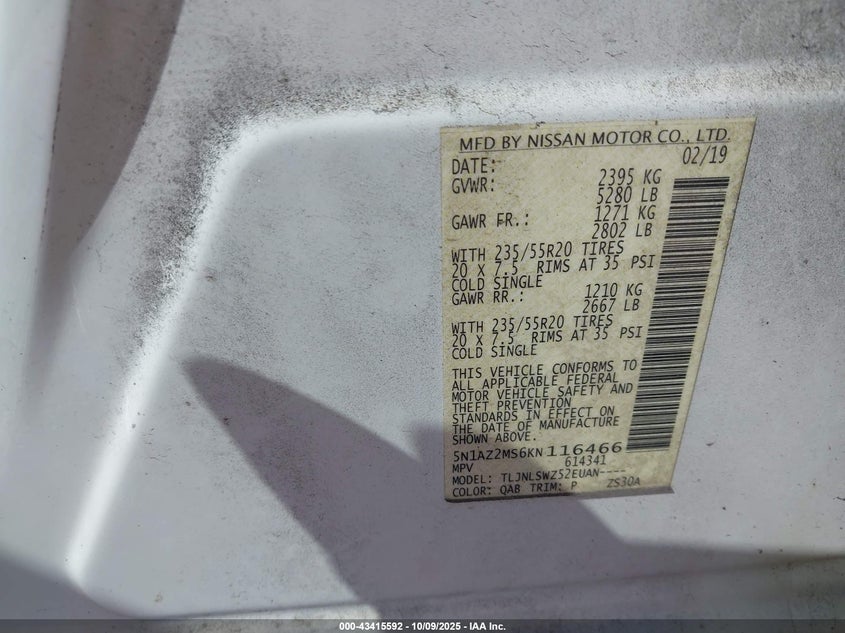 MFD BY NISSAN MOTOR CO., LTD.
DATE: 02/19
GVWR: 2395 KG
5280 LB
GAWR FR.: 1271 KG
2802 LB
WITH 235/55R20 TIRES
20 X 7.5 RIMS AT 35 PSI
COLD SINGLE
GAWR RR.: 1210 KG
2667 LB
WITH 235/55R20 TIRES
20 X 7.5 RIMS AT 35 PSI
COLD SINGLE
THIS VEHICLE CONFORMS TO
ALL APPLICABLE FEDERAL
MOTOR VEHICLE SAFETY AND
THEFT PREVENTION
STANDARDS IN EFFECT ON
THE DATE OF MANUFACTURE
SHOWN ABOVE.
5N1AZ2MS6KN116466
MPV 614341
MODEL: TLJNLSWZ52EUAN----
COLOR: QAB TRIM: P ZS30A
000-43415592 - 10/09/2025 - IAA Inc.